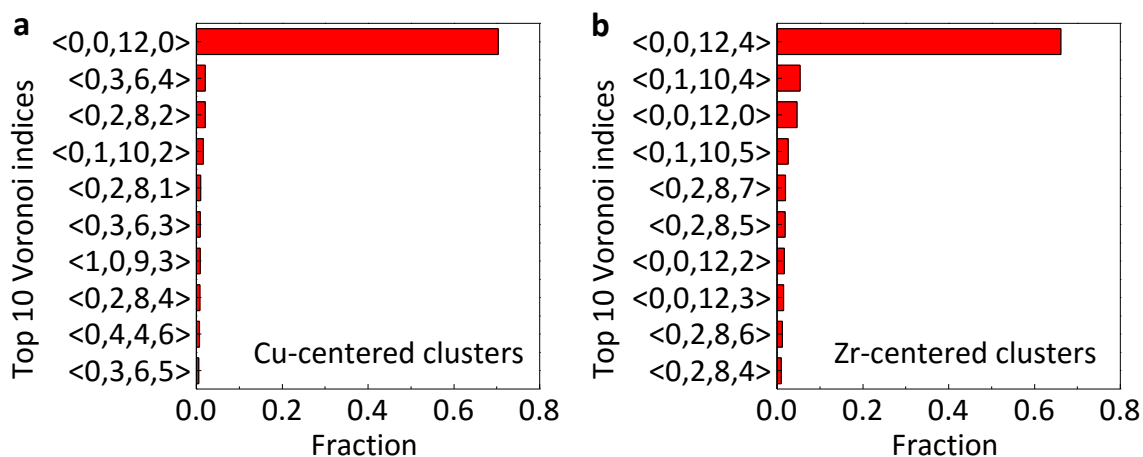 a
Top 10 Voronoi indices
<0,0,12,0>
<0,3,6,4>
<0,2,8,2>
<0,1,10,2>
<0,2,8,1>
<0,3,6,3>
<1,0,9,3>
<0,2,8,4>
<0,4,4,6>
<0,3,6,5>
Cu-centered clusters
0.0 0.2 0.4 0.6 0.8
Fraction
b
Top 10 Voronoi indices
<0,0,12,4>
<0,1,10,4>
<0,0,12,0>
<0,1,10,5>
<0,2,8,7>
<0,2,8,5>
<0,0,12,2>
<0,0,12,3>
<0,2,8,6>
<0,2,8,4>
Zr-centered clusters
0.0 0.2 0.4 0.6 0.8
Fraction